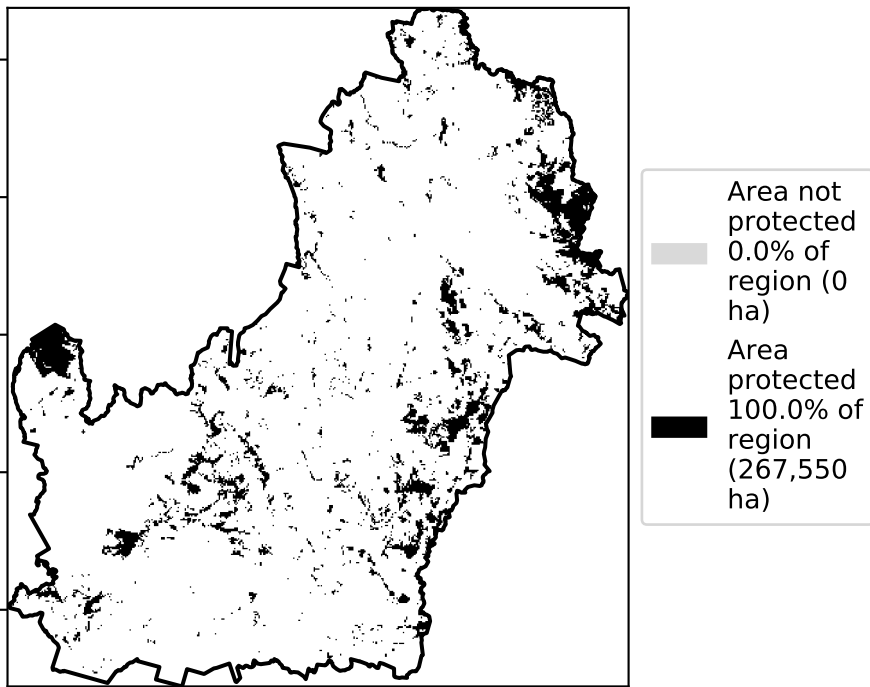 Area not
protected
0.0% of
region (0
ha)
Area
protected
100.0% of
region
(267,550
ha)